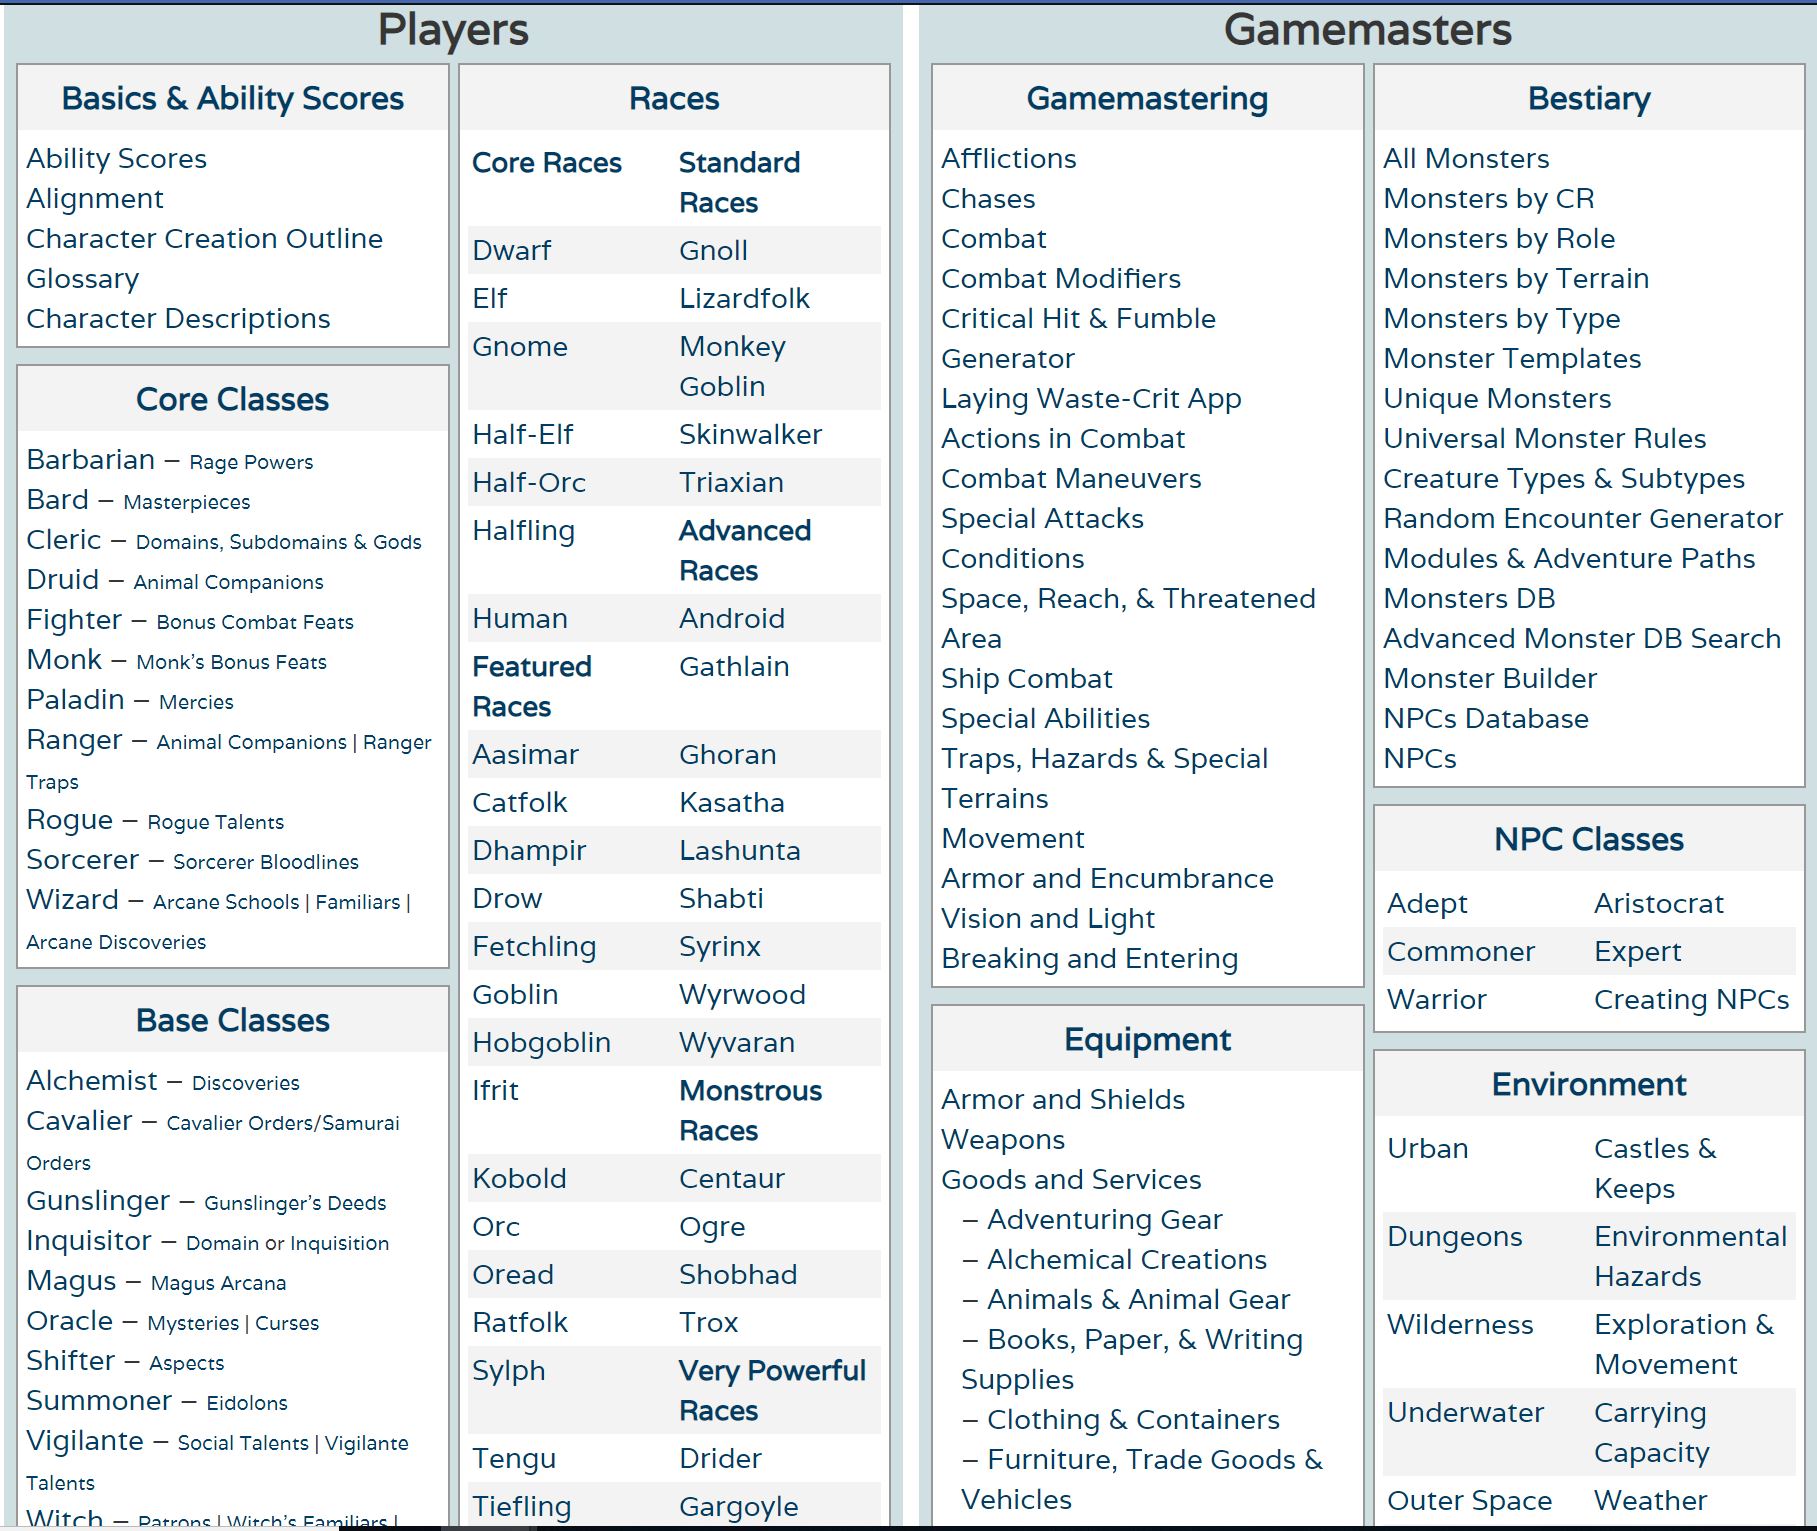 Players
Basics & Ability Scores
Ability Scores
Alignment
Character Creation Outline
Glossary
Character Descriptions
Core Classes
Barbarian – Rage Powers
Bard – Masterpieces
Cleric – Domains, Subdomains & Gods
Druid – Animal Companions
Fighter – Bonus Combat Feats
Monk – Monk's Bonus Feats
Paladin – Mercies
Ranger – Animal Companions | Ranger
Traps
Rogue – Rogue Talents
Sorcerer – Sorcerer Bloodlines
Wizard – Arcane Schools | Familiars |
Arcane Discoveries
Base Classes
Alchemist – Discoveries
Cavalier – Cavalier Orders/Samurai
Orders
Gunslinger – Gunslinger's Deeds
Inquisitor – Domain or Inquisition
Magus – Magus Arcana
Oracle – Mysteries | Curses
Shifter – Aspects
Summoner – Eidolons
Vigilante – Social Talents | Vigilante
Talents
Witch – Patrons | Witch's Familiars |
Races
Core Races Standard
Races
Dwarf Gnoll
Elf Lizardfolk
Gnome Monkey
Goblin
Half-Elf Skinwalker
Half-Orc Triaxian
Halfling Advanced
Races
Human Android
Featured Gathlain
Races
Aasimar Ghoran
Catfolk Kasatha
Dhampir Lashunta
Drow Shabti
Fetchling Syrinx
Goblin Wyrwood
Hobgoblin Wyvaran
Ifrit Monstrous
Races
Kobold Centaur
Orc Ogre
Oread Shobhad
Ratfolk Trox
Sylph Very Powerful
Races
Tengu Drider
Tiefling Gargoyle
Gamemasters
Gamemastering
Afflictions
Chases
Combat
Combat Modifiers
Critical Hit & Fumble
Generator
Laying Waste-Crit App
Actions in Combat
Combat Maneuvers
Special Attacks
Conditions
Space, Reach, & Threatened
Area
Ship Combat
Special Abilities
Traps, Hazards & Special
Terrains
Movement
Armor and Encumbrance
Vision and Light
Breaking and Entering
Equipment
Armor and Shields
Weapons
Goods and Services
– Adventuring Gear
– Alchemical Creations
– Animals & Animal Gear
– Books, Paper, & Writing
Supplies
– Clothing & Containers
– Furniture, Trade Goods &
Vehicles
Bestiary
All Monsters
Monsters by CR
Monsters by Role
Monsters by Terrain
Monsters by Type
Monster Templates
Unique Monsters
Universal Monster Rules
Creature Types & Subtypes
Random Encounter Generator
Modules & Adventure Paths
Monsters DB
Advanced Monster DB Search
Monster Builder
NPCs Database
NPCs
NPC Classes
Adept Aristocrat
Commoner Expert
Warrior Creating NPCs
Environment
Urban Castles &
Keeps
Dungeons Environmental
Hazards
Wilderness Exploration &
Movement
Underwater Carrying
Capacity
Outer Space Weather